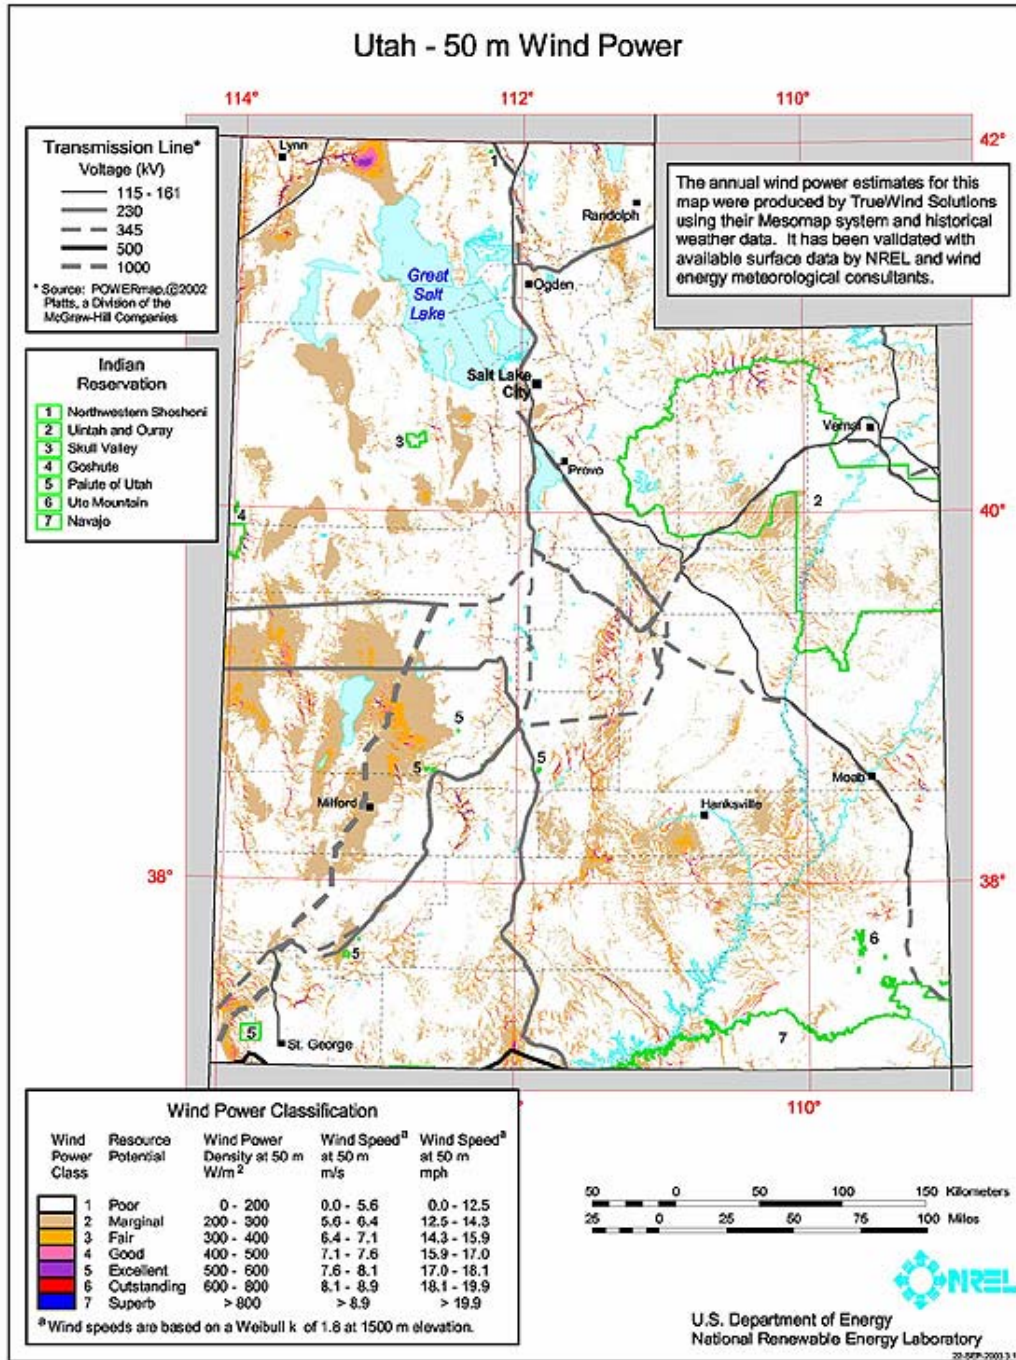 Utah - 50 m Wind Power
114°
112°
110°
42°
Transmission Line*
Voltage (kV)
115 - 161
230
345
500
1000
* Source: POWERmap,@2002
Platts, a Division of the
McGraw-Hill Companies
The annual wind power estimates for this
map were produced by TrueWind Solutions
using their Mesomap system and historical
weather data. It has been validated with
available surface data by NREL and wind
energy meteorological consultants.
Indian
Reservation
1 Northwestern Shoshoni
2 Uintah and Ouray
3 Skull Valley
4 Goshute
5 Paiute of Utah
6 Ute Mountain
7 Navajo
Lynn
1
Randolph
Great
Salt
Lake
Ogden
Salt Lake
City
3
Provo
Vernal
2
4
40°
5
5
5
Milford
Moab
Hanksville
38°
38°
6
5
5
St. George
7
110°
Wind Power Classification
Wind Power Class Resource Potential Wind Power Density at 50 m W/m2 Wind Speed a at 50 m m/s Wind Speed a at 50 m mph
1 Poor 0 - 200 0.0 - 5.6 0.0 - 12.5
2 Marginal 200 - 300 5.6 - 6.4 12.5 - 14.3
3 Fair 300 - 400 6.4 - 7.1 14.3 - 15.9
4 Good 400 - 500 7.1 - 7.6 15.9 - 17.0
5 Excellent 500 - 600 7.6 - 8.1 17.0 - 18.1
6 Outstanding 600 - 800 8.1 - 8.9 18.1 - 19.9
7 Superb > 800 > 8.9 > 19.9
a Wind speeds are based on a Weibull k of 1.8 at 1500 m elevation.
50 0 50 100 150 Kilometers
25 0 25 50 75 100 Miles
NREL
U.S. Department of Energy
National Renewable Energy Laboratory